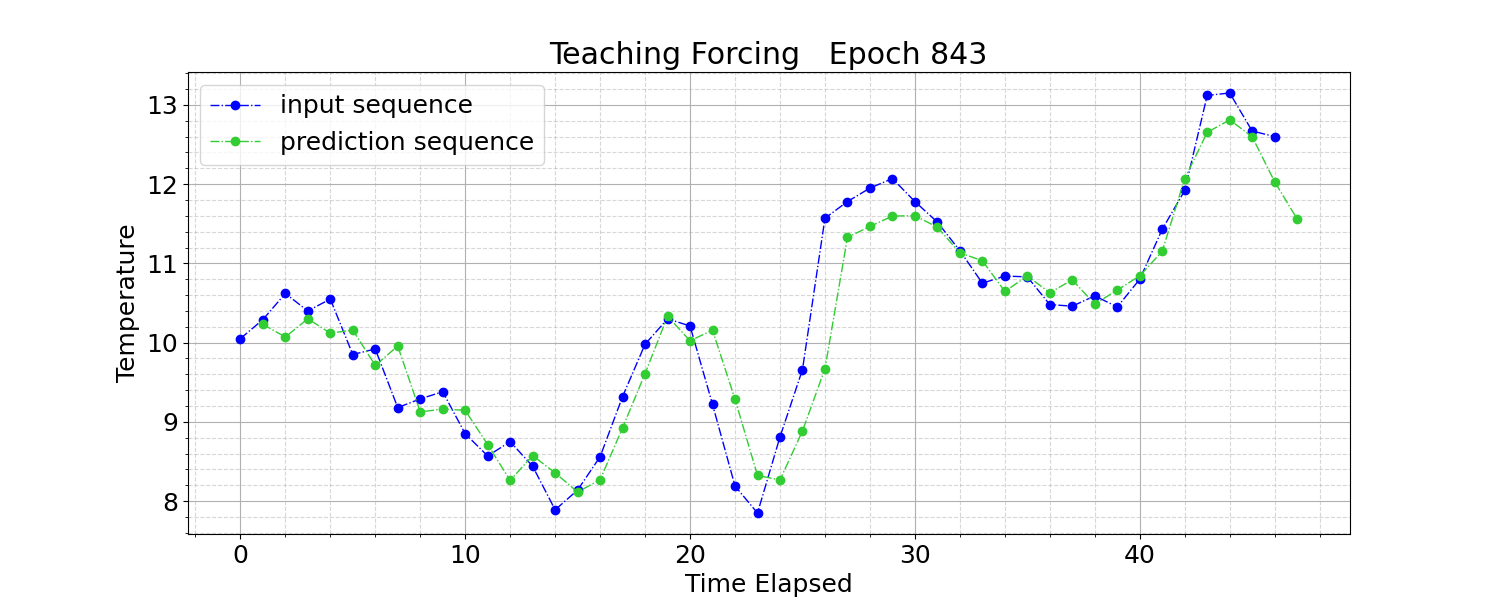 Teaching Forcing   Epoch 843
input sequence
prediction sequence
13
12
11
10
9
8
Temperature
0 10 20 30 40
Time Elapsed